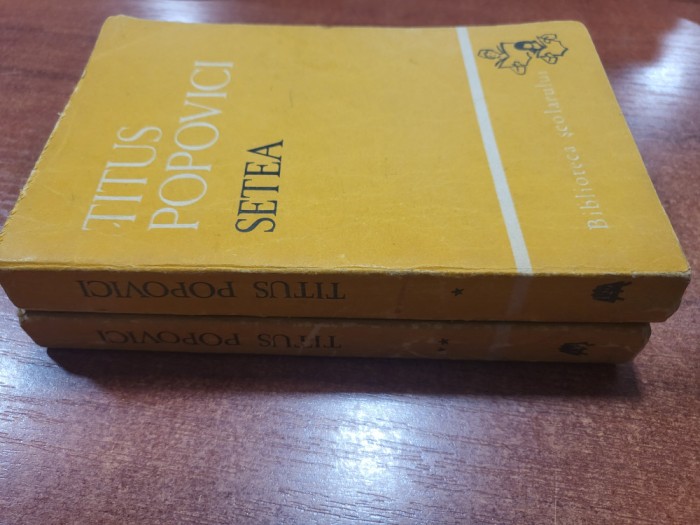 TITUS
POPOVICI
SETEA
Biblioteca școlarului
TITUS POPOVICI *
TITUS POPOVICI **